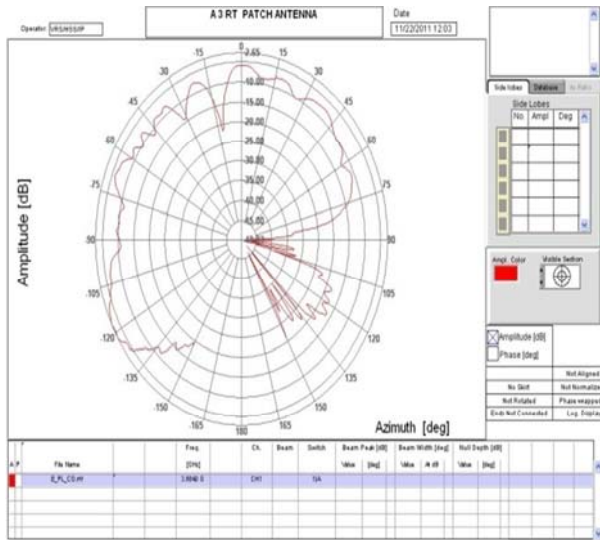 A 3 RT PATCH ANTENNA
Operator
Date
11/22/2011 12:03
Amplitude [dB]
Azimuth [deg]
0
15
30
45
60
75
90
105
120
135
150
165
180
-165
-150
-135
-120
-105
-90
-75
-60
-45
-30
-15
2.65
-10.00
-15.00
-20.00
-25.00
-30.00
-35.00
-40.00
-45.00
Side lobes
Database
Side Lobes
No. Ampl Deg
Ampl. Color
Visible Section
Amplitude [dB]
Phase [deg]
Not Aligned
No Skirt
Not Normalize
Not Rotated
Phase wrapped
Ends Not Connected
Log. Display
A P File Name Freq. [GHz] Ch. Beam Switch Beam Peak [dB] Value [deg] Beam Width [deg] Value At dB Null Depth [dB] Value [deg]
CH1 N/A